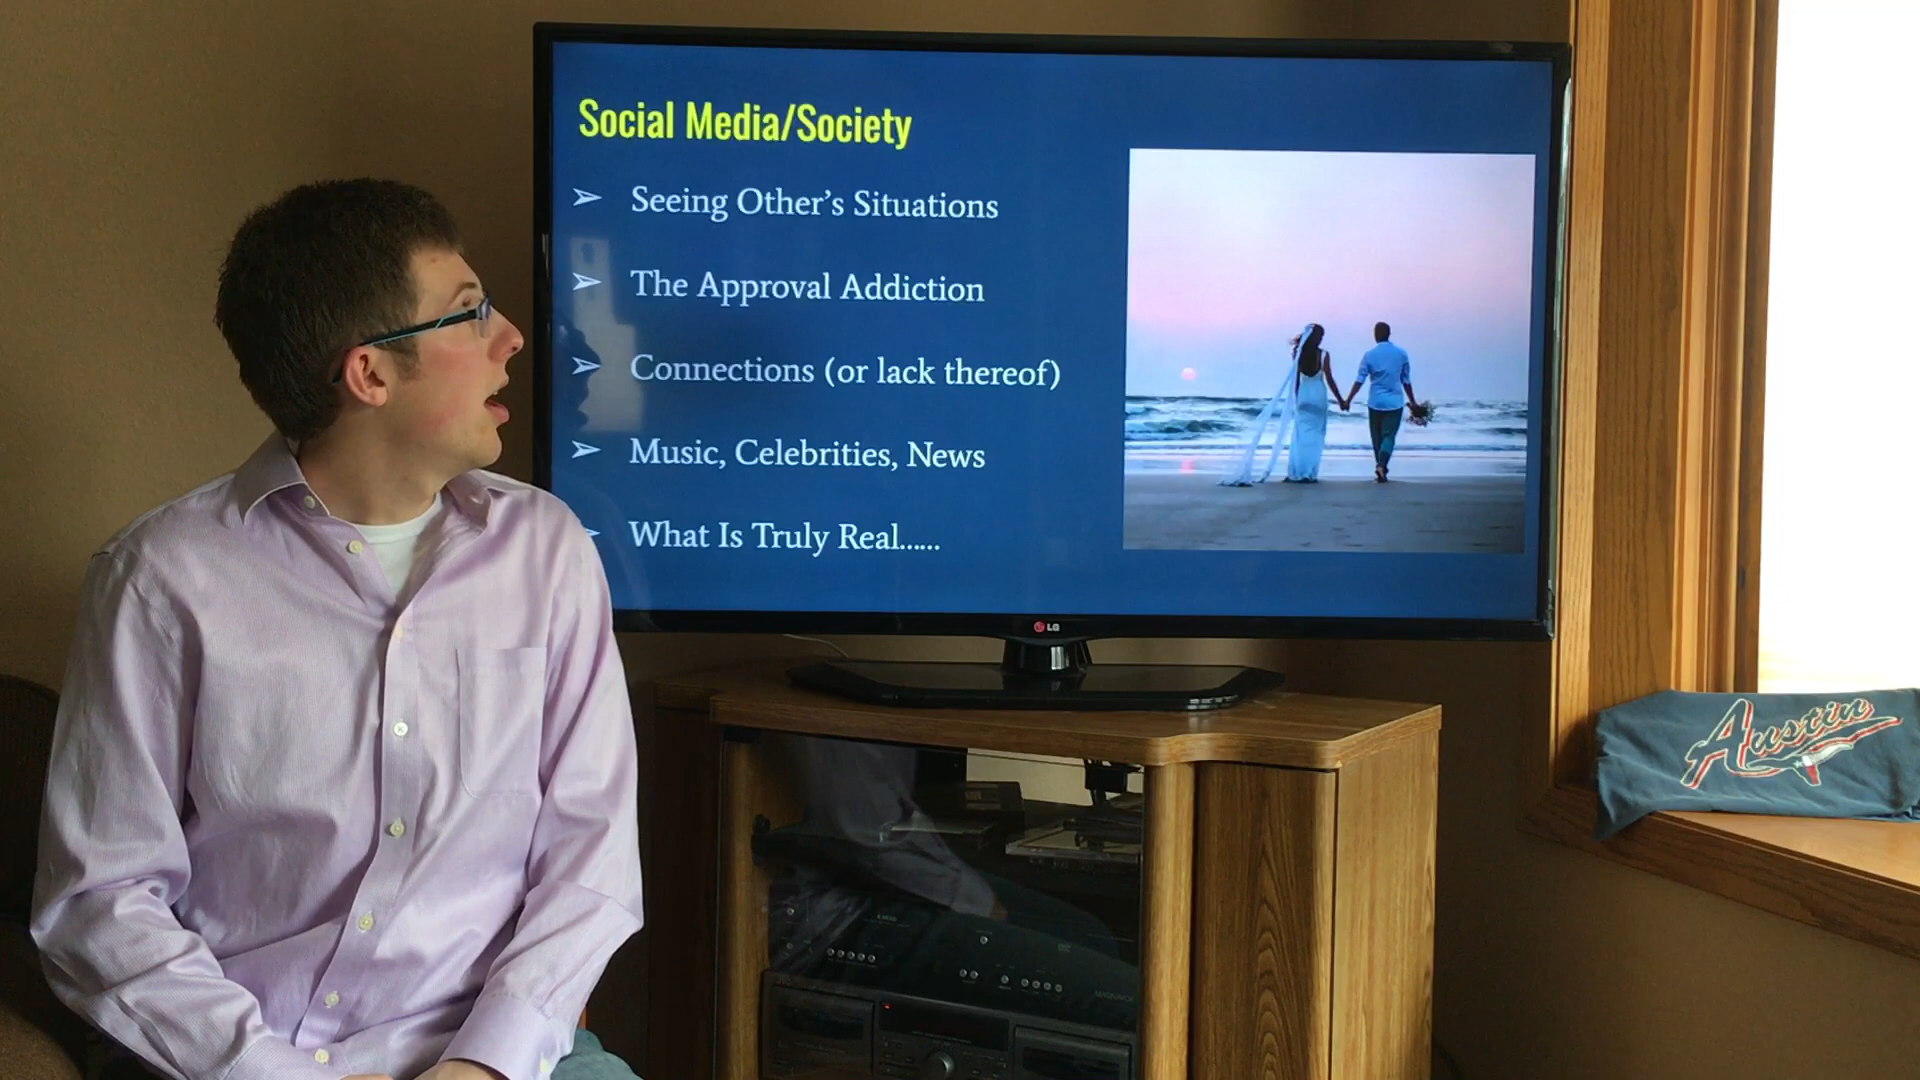 Social Media/Society
➢ Seeing Other’s Situations
➢ The Approval Addiction
➢ Connections (or lack thereof)
➢ Music, Celebrities, News
➢ What Is Truly Real......
LG
Austin